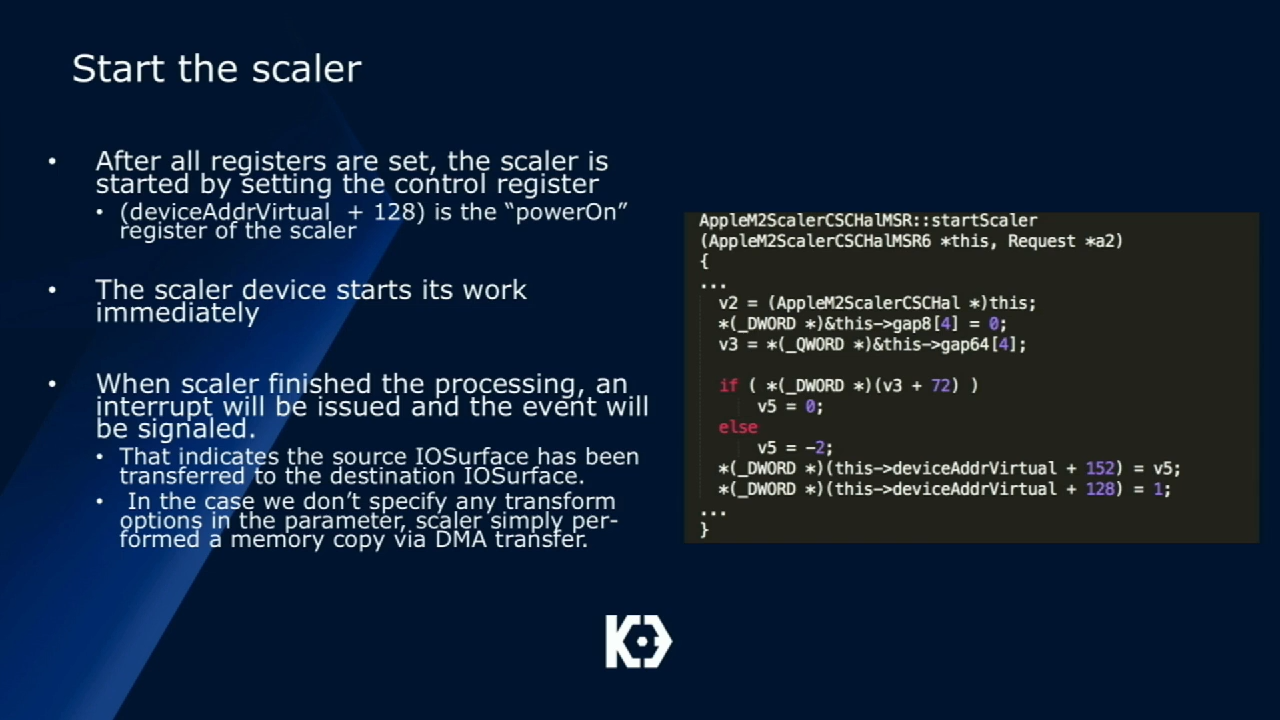 Start the scaler
• After all registers are set, the scaler is
started by setting the control register
• (deviceAddrVirtual + 128) is the “powerOn”
register of the scaler
• The scaler device starts its work
immediately
• When scaler finished the processing, an
interrupt will be issued and the event will
be signaled.
• That indicates the source IOSurface has been
transferred to the destination IOSurface.
• In the case we don’t specify any transform
options in the parameter, scaler simply per-
formed a memory copy via DMA transfer.
AppleM2ScalerCSCHalMSR::startScaler
(AppleM2ScalerCSCHalMSR6 *this, Request *a2)
{
...
v2 = (AppleM2ScalerCSCHal *)this;
*(_DWORD *)&this->gap8[4] = 0;
v3 = *(_QWORD *)&this->gap64[4];
if ( *(_DWORD *)(v3 + 72) )
v5 = 0;
else
v5 = -2;
*(_DWORD *)(this->deviceAddrVirtual + 152) = v5;
*(_DWORD *)(this->deviceAddrVirtual + 128) = 1;
...
}